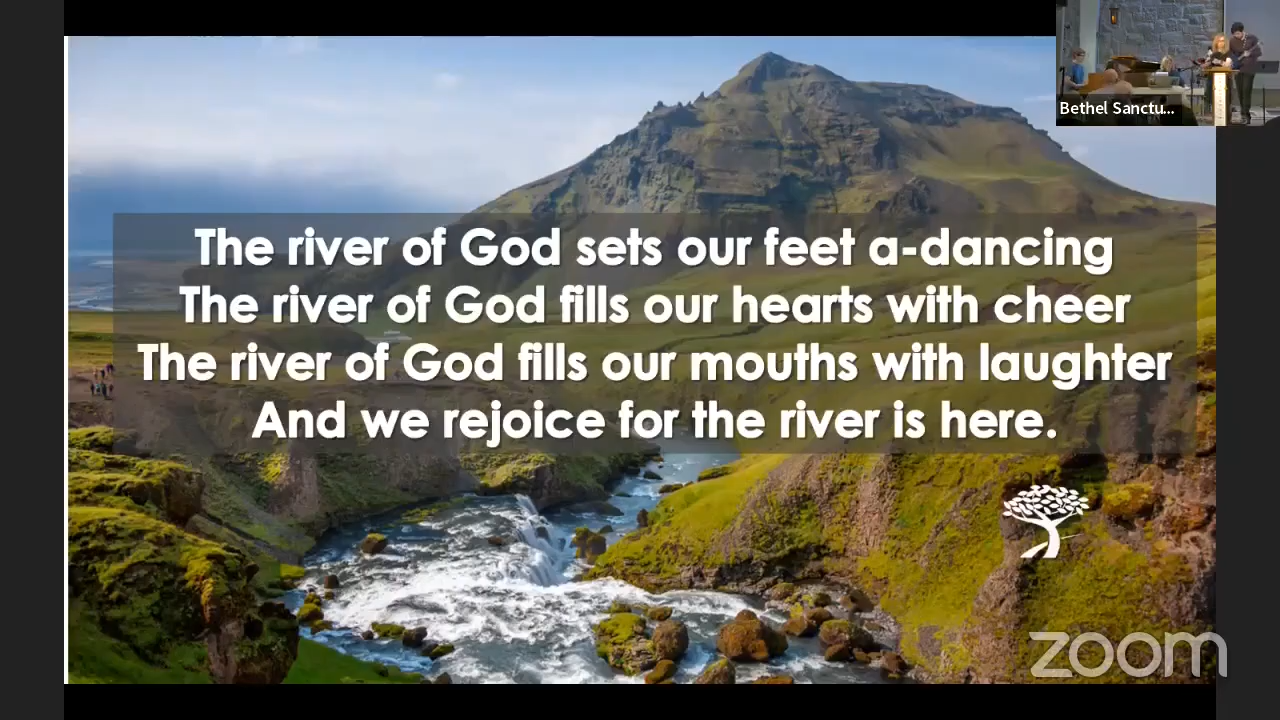 Bethel Sanctu...
The river of God sets our feet a-dancing
The river of God fills our hearts with cheer
The river of God fills our mouths with laughter
And we rejoice for the river is here.
zoom